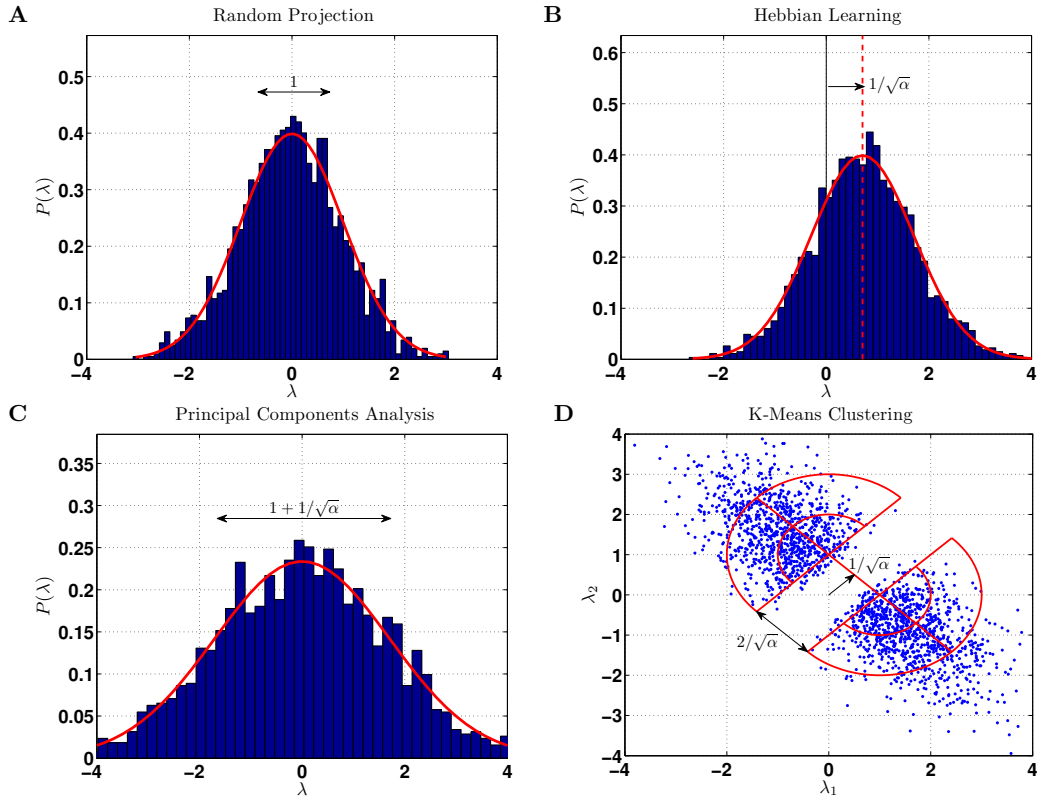 A
Random Projection
P(λ)
0.5
0.4
0.3
0.2
0.1
0
1
−4
−2
0
2
4
λ
B
Hebbian Learning
P(λ)
0.6
0.5
0.4
0.3
0.2
0.1
0
1/√α
−4
−2
0
2
4
λ
C
Principal Components Analysis
P(λ)
0.35
0.3
0.25
0.2
0.15
0.1
0.05
0
1 + 1/√α
−4
−2
0
2
4
λ
D
K-Means Clustering
λ₂
4
3
2
1
0
−1
−2
−3
−4
1/√α
2/√α
−4
−2
0
2
4
λ₁